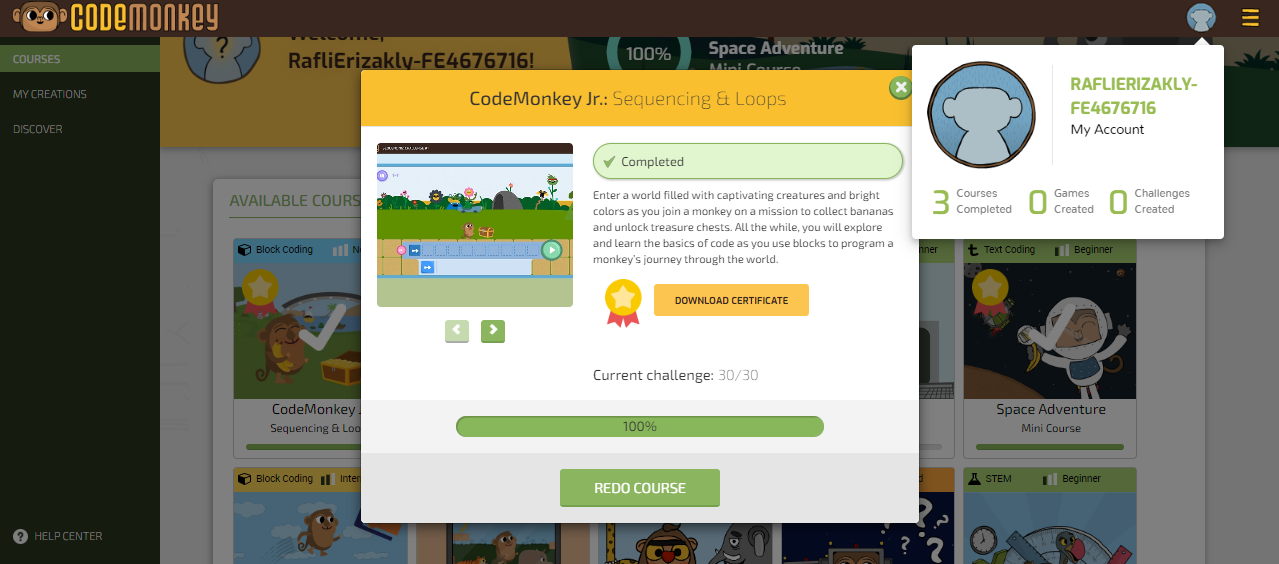 CODEMONKEY
COURSES
MY CREATIONS
DISCOVER
HELP CENTER
Welcome,
RafliErizakly-FE4676716!
100%
Space Adventure
Mini Course
RAFLIERIZAKLY-
FE4676716
My Account
3 Courses
Completed
0 Games
Created
0 Challenges
Created
CodeMonkey Jr.: Sequencing & Loops
Completed
Enter a world filled with captivating creatures and bright
colors as you join a monkey on a mission to collect bananas
and unlock treasure chests. All the while, you will explore
and learn the basics of code as you use blocks to program a
monkey's journey through the world.
DOWNLOAD CERTIFICATE
Current challenge: 30/30
100%
REDO COURSE
AVAILABLE COURS
Block Coding
Text Coding Beginner
CodeMonkey J
Sequencing & Loo
Space Adventure
Mini Course
Block Coding Inter
STEM Beginner